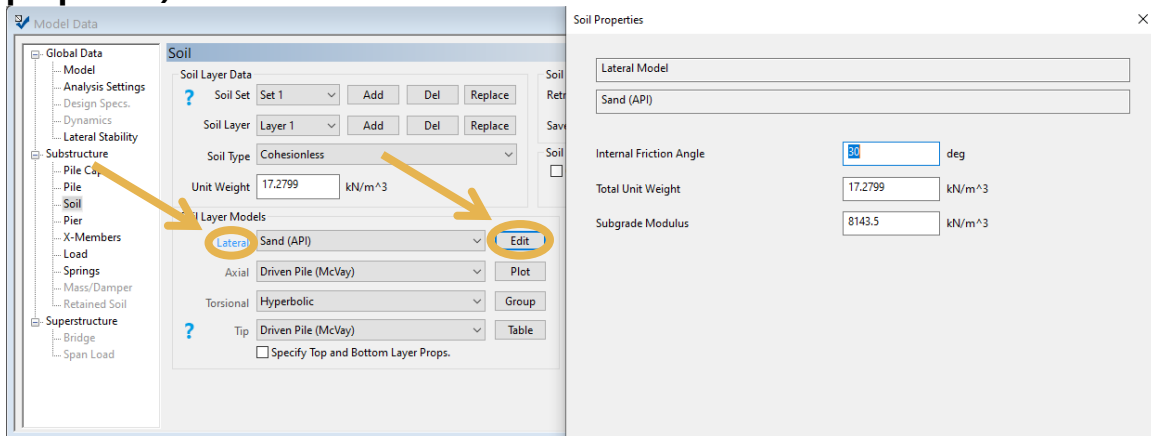 Model Data
Global Data
Model
Analysis Settings
Design Specs.
Dynamics
Lateral Stability
Substructure
Pile Cap
Pile
Soil
Pier
X-Members
Load
Springs
Mass/Damper
Retained Soil
Superstructure
Bridge
Span Load
Soil
Soil Layer Data
? Soil Set Set 1 Add Del Replace
Soil Layer Layer 1 Add Del Replace
Soil Type Cohesionless
Unit Weight 17.2799 kN/m^3
Soil
Retr
Save
Soil
Soil Layer Models
Lateral Sand (API) Edit
Axial Driven Pile (McVay) Plot
Torsional Hyperbolic Group
? Tip Driven Pile (McVay) Table
Specify Top and Bottom Layer Props.
Soil Properties
Lateral Model
Sand (API)
Internal Friction Angle 30 deg
Total Unit Weight 17.2799 kN/m^3
Subgrade Modulus 8143.5 kN/m^3